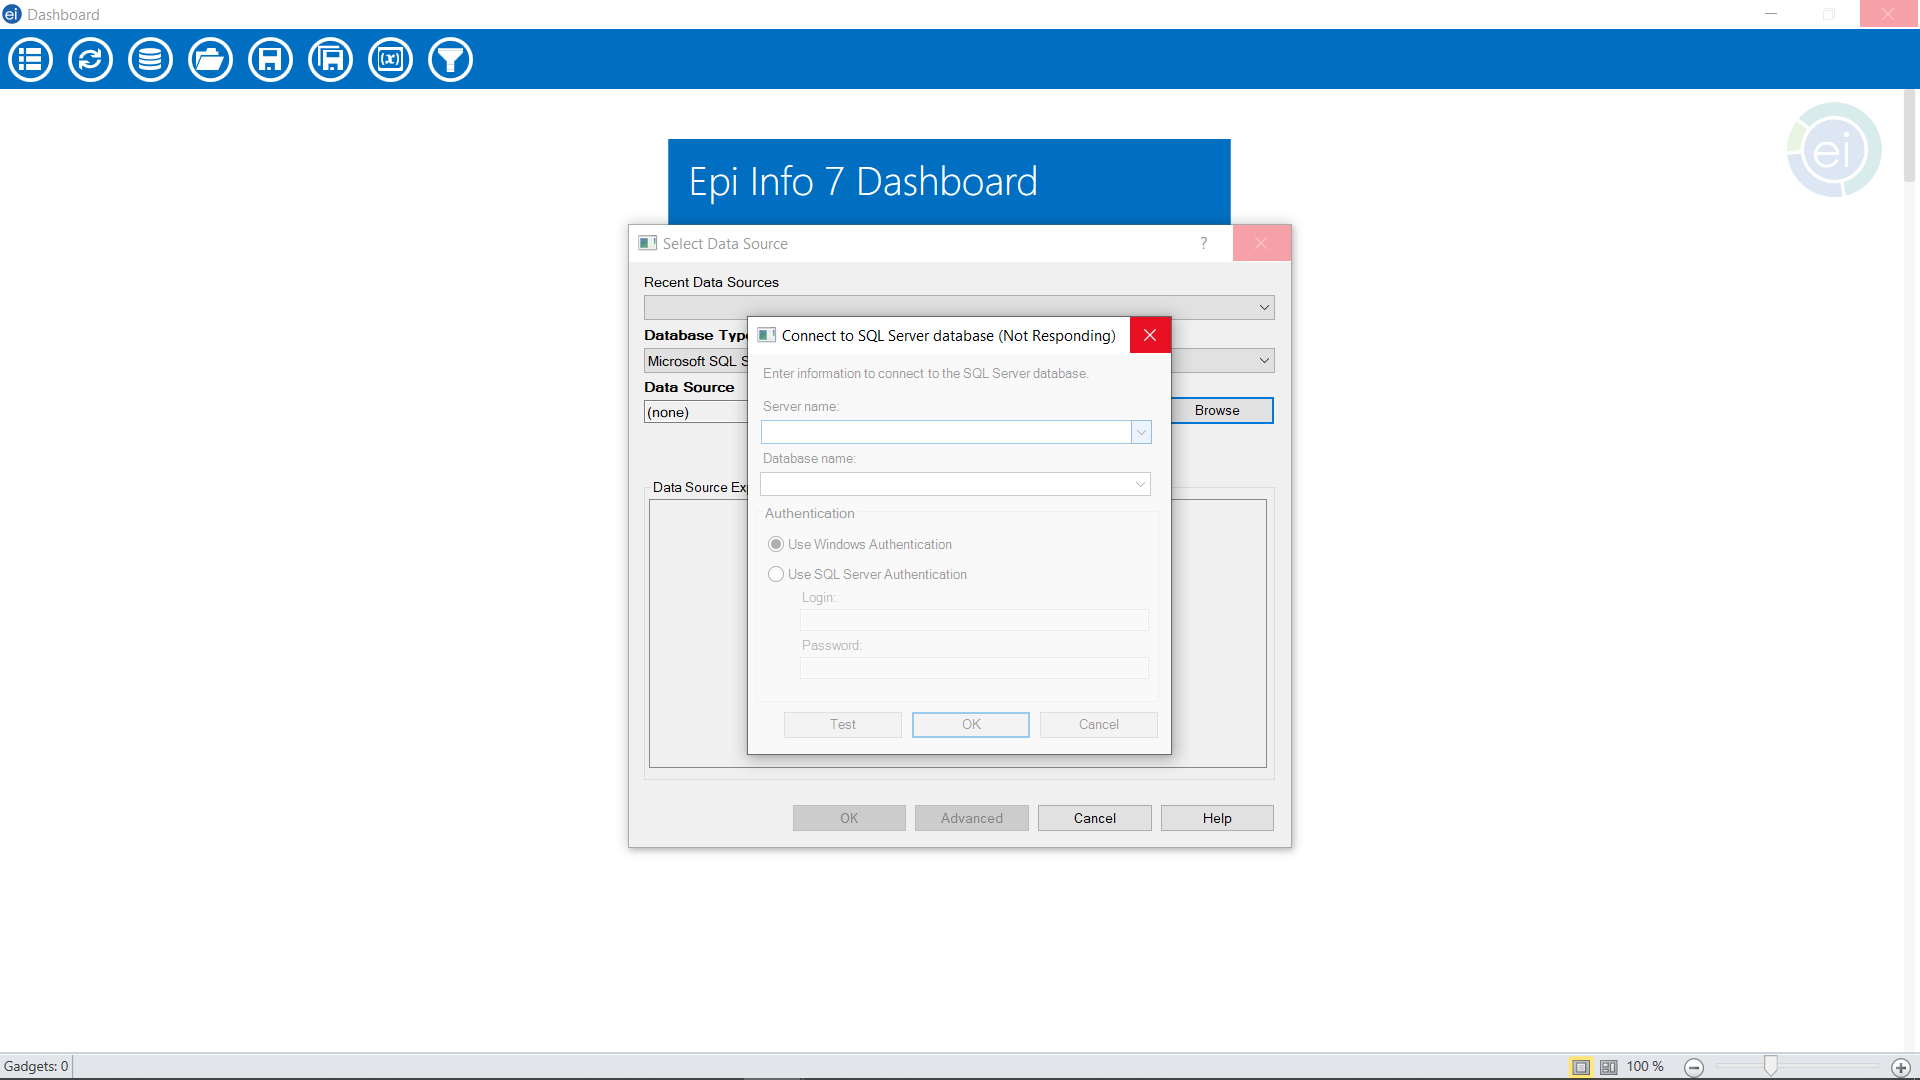 ei Dashboard
Epi Info 7 Dashboard
ei
Select Data Source
?
Recent Data Sources
Database Type
Microsoft SQL S
Data Source
(none)
Browse
Data Source Exp
Connect to SQL Server database (Not Responding)
Enter information to connect to the SQL Server database.
Server name:
Database name:
Authentication
Use Windows Authentication
Use SQL Server Authentication
Login:
Password:
Test OK Cancel
OK Advanced Cancel Help
Gadgets: 0
100 %